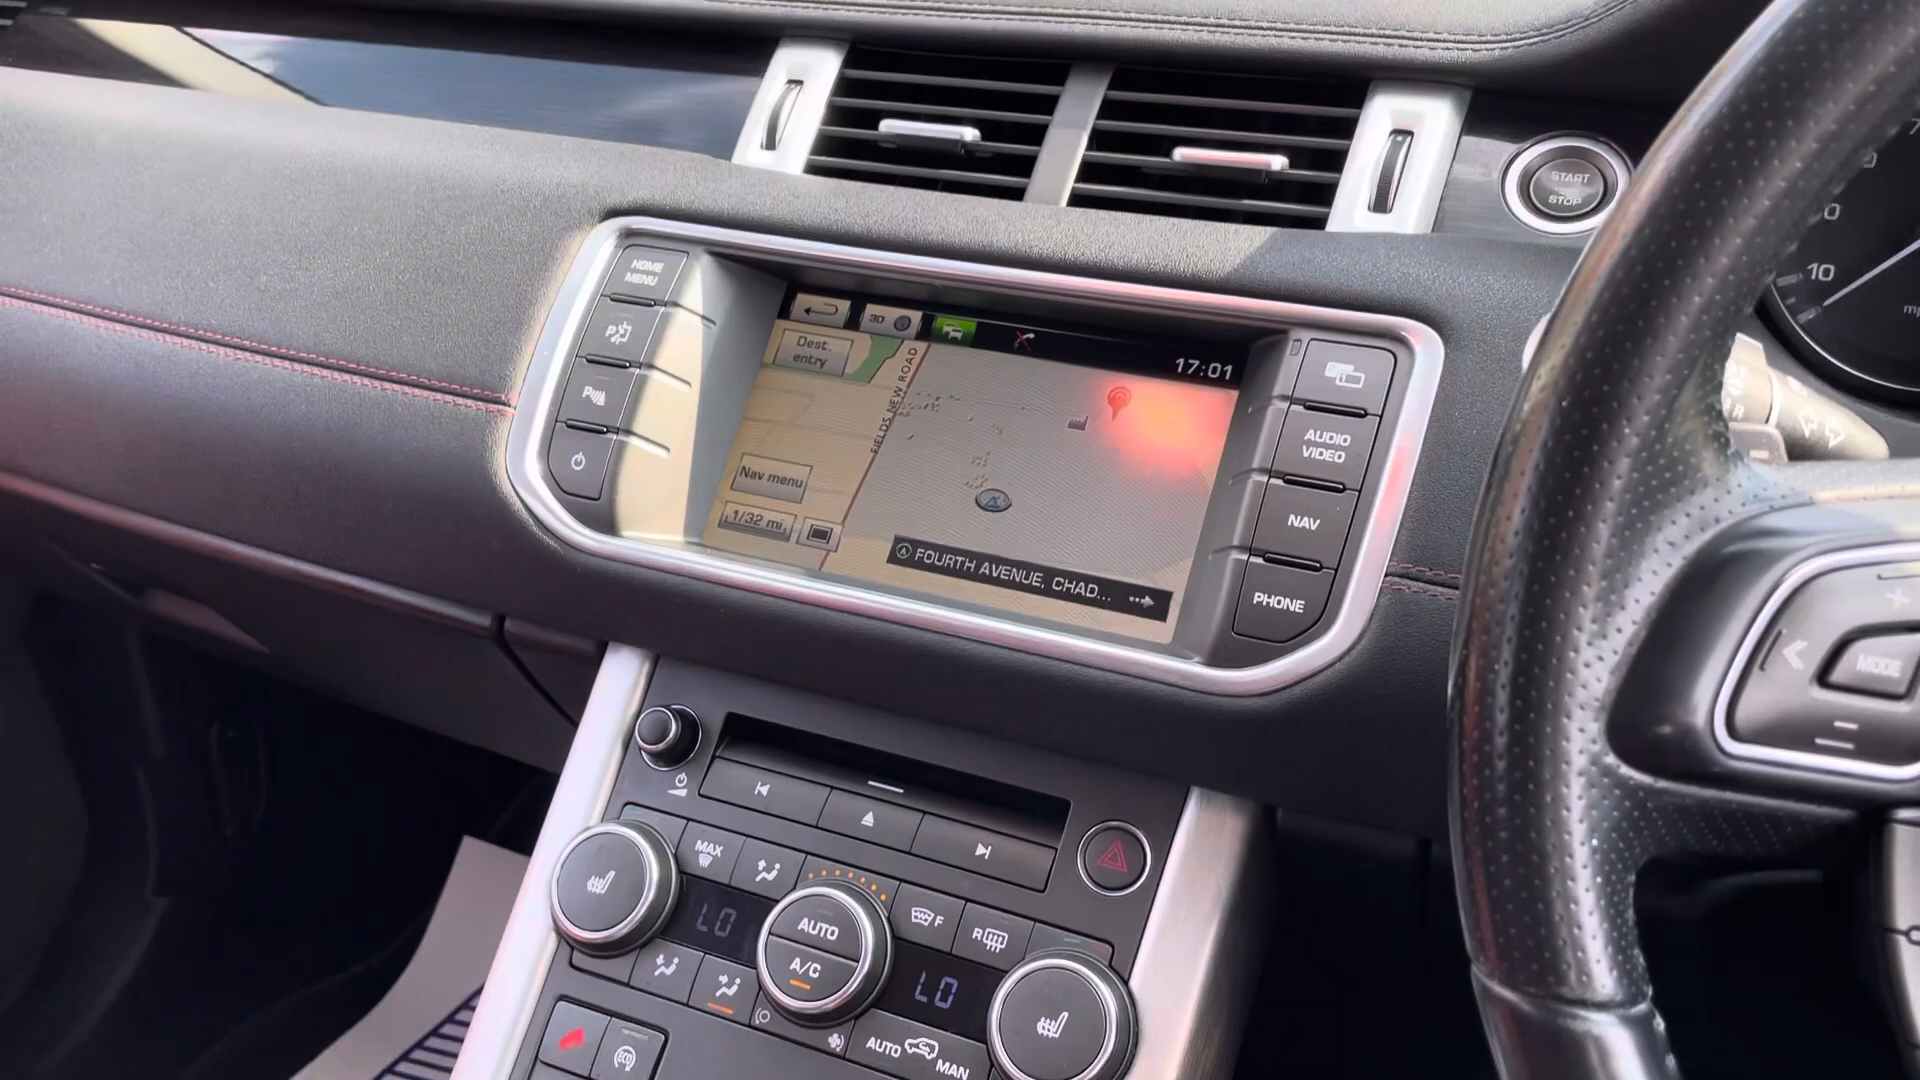 START
STOP
HOME
MENU
3D
Dest.
entry
17:01
FIELDS NEW ROAD
AUDIO
VIDEO
Nav menu
1/32 mi
NAV
FOURTH AVENUE, CHAD...
PHONE
10
MODE
MAX
LO
AUTO
A/C
F
R
LO
ECO
AUTO
MAN